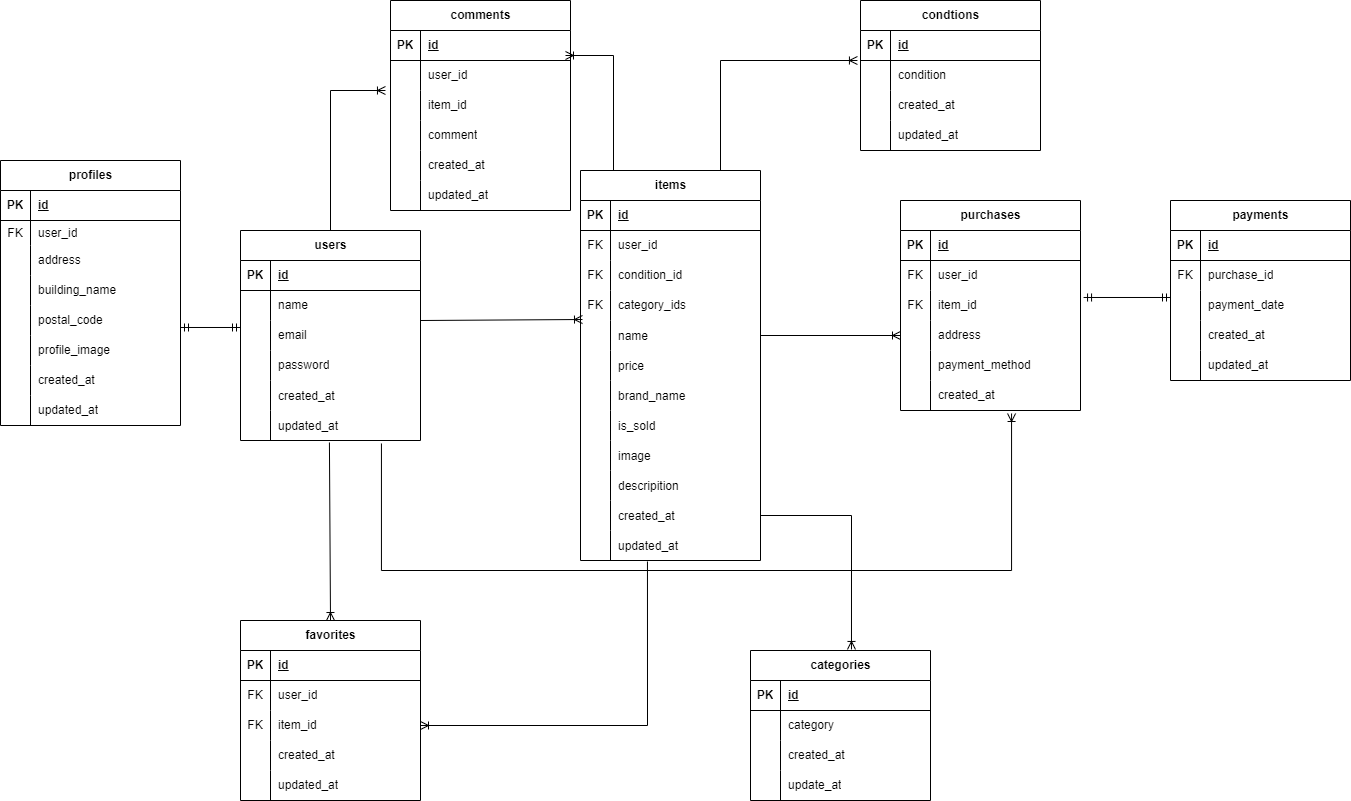 comments
PK id
user_id
item_id
comment
created_at
updated_at
condtions
PK id
condition
created_at
updated_at
profiles
PK id
FK user_id
address
building_name
postal_code
profile_image
created_at
updated_at
users
PK id
name
email
password
created_at
updated_at
items
PK id
FK user_id
FK condition_id
FK category_ids
name
price
brand_name
is_sold
image
descripition
created_at
updated_at
purchases
PK id
FK user_id
FK item_id
address
payment_method
created_at
payments
PK id
FK purchase_id
payment_date
created_at
updated_at
favorites
PK id
FK user_id
FK item_id
created_at
updated_at
categories
PK id
category
created_at
update_at